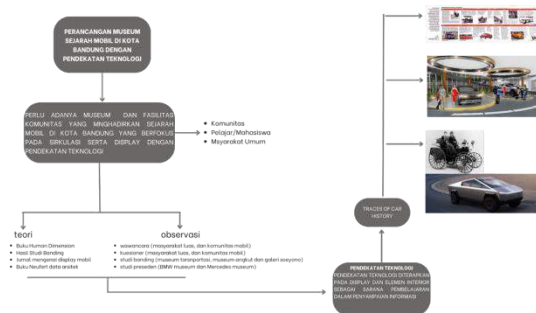 PERANCANGAN MUSEUM
SEJARAH MOBIL DI KOTA
BANDUNG DENGAN
PENDEKATAN TEKNOLOGI
PERLU ADANYA MUSEUM DAN FASILITAS
KOMUNITAS YANG MNGHADIRKAN SEJARAH
MOBIL DI KOTA BANDUNG YANG BERFOKUS
PADA SIRKULASI SERTA DISPLAY DENGAN
PENDEKATAN TEKNOLOGI
Komunitas
Pelajar/Mahasiswa
Msyarakat Umum
teori
Buku Human Dimension
Hasil Studi Banding
Jurnal mengenai display mobil
Buku Neufert data arsitek
observasi
wawancara (masyarakat luas, dan komunitas mobil)
kuesioner (masyarakat luas, dan komunitas mobil)
studi banding (museum
museum angkut dan galeri soeyono)
studi preseden (BMW museum dan Mercedes museum)
TRACES OF CAR
HISTORY
PENDEKATAN TEKNOLOGI
PENDEKATAN TEKNOLOGI DITERAPKAN
PADA DISPLAY DAN ELEMEN INTERIOR
SEBAGAI SARANA PEMBELAJARAN
DALAM PENYAMPAIAN INFORMASI